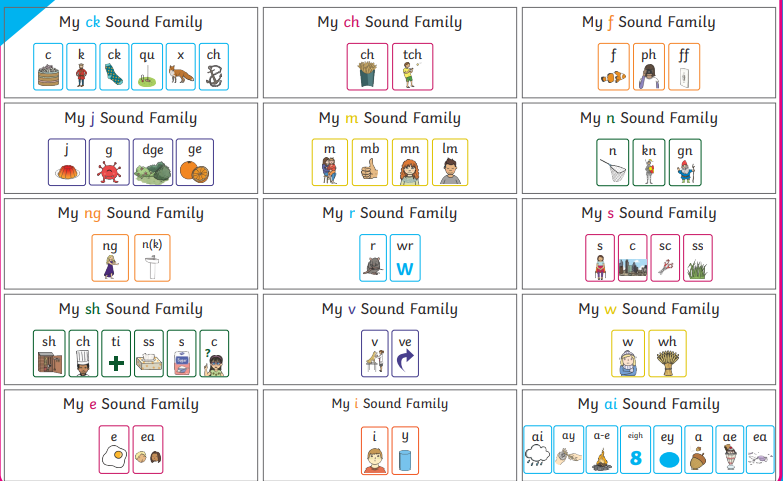 My ck Sound Family
c k ck qu x ch
My ch Sound Family
ch tch
My f Sound Family
f ph ff
My j Sound Family
j g dge ge
My m Sound Family
m mb mn lm
My n Sound Family
n kn gn
My ng Sound Family
ng n(k)
My r Sound Family
r wr
w
My s Sound Family
s c sc ss
My sh Sound Family
sh ch ti ss s c
?
My v Sound Family
v ve
My w Sound Family
w wh
My e Sound Family
e ea
My i Sound Family
i y
My ai Sound Family
ai ay a-e eigh ey a ae ea
8